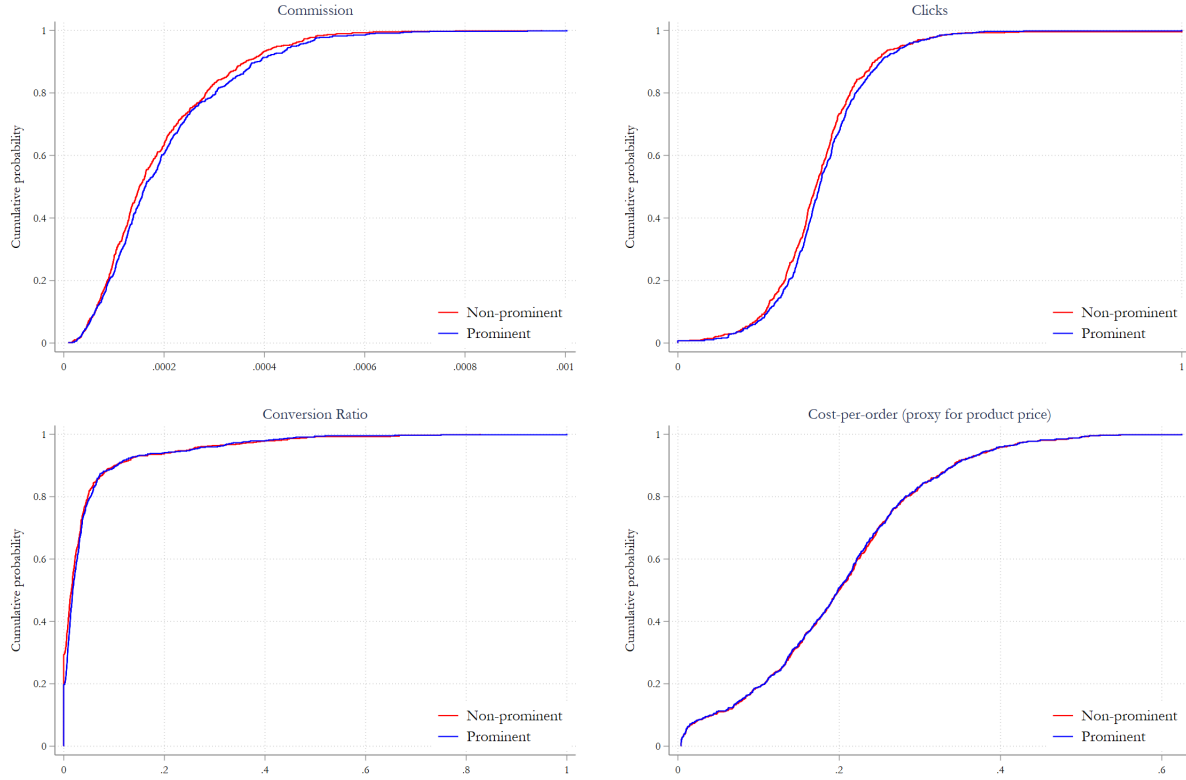 Commission
Cumulative probability
1
0.8
0.6
0.4
0.2
0
0 .0002 .0004 .0006 .0008 .001
Non-prominent
Prominent
Clicks
Cumulative probability
1
0.8
0.6
0.4
0.2
0
0 1
Non-prominent
Prominent
Conversion Ratio
Cumulative probability
1
0.8
0.6
0.4
0.2
0
0 .2 .4 .6 .8 1
Non-prominent
Prominent
Cost-per-order (proxy for product price)
Cumulative probability
1
0.8
0.6
0.4
0.2
0
0 .2 .4 .6
Non-prominent
Prominent